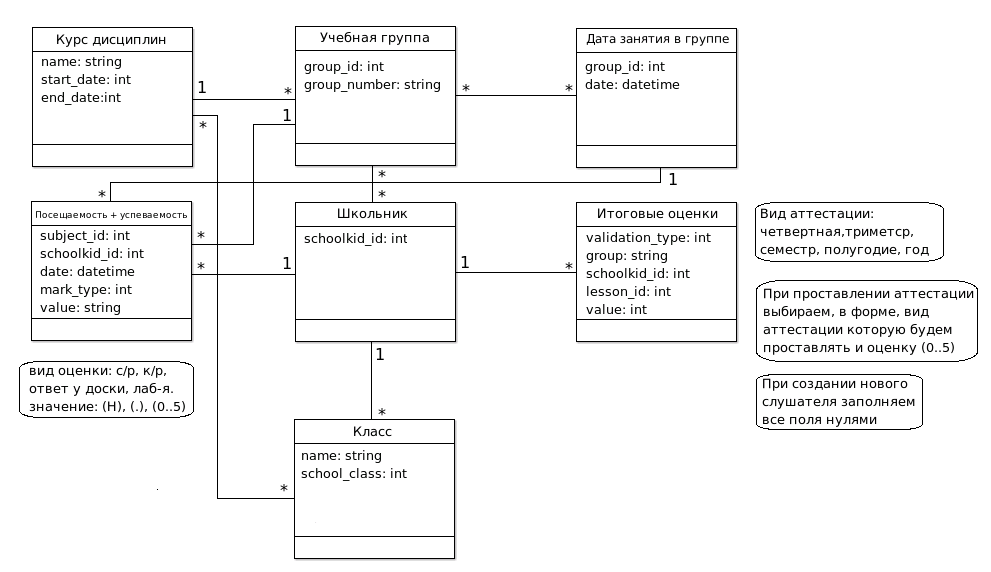 Курс дисциплин
name: string
start_date: int
end_date:int
Учебная группа
group_id: int
group_number: string
Дата занятия в группе
group_id: int
date: datetime
1
*
*
*
*
1
*
*
1
*
Посещаемость + успеваемость
subject_id: int
schoolkid_id: int
date: datetime
mark_type: int
value: string
*
Школьник
schoolkid_id: int
Итоговые оценки
validation_type: int
group: string
schoolkid_id: int
lesson_id: int
value: int
*
*
1
1
*
Вид аттестации:
четвертная,триметср,
семестр, полугодие, год
При проставлении аттестации
выбираем, в форме, вид
аттестации которую будем
проставлять и оценку (0..5)
1
*
вид оценки: с/р, к/р,
ответ у доски, лаб-я.
значение: (Н), (.), (0..5)
При создании нового
слушателя заполняем
все поля нулями
Класс
name: string
school_class: int
*